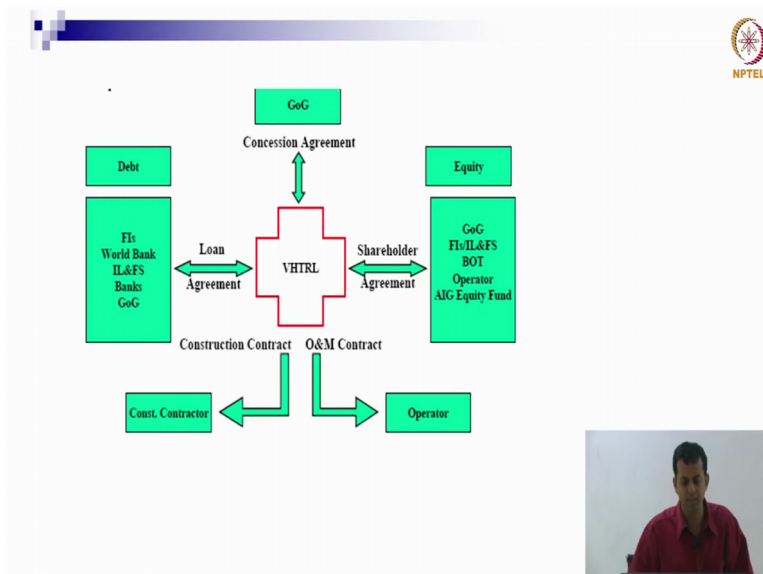 NPTEL
GoG
Concession Agreement
Debt
Equity
FIs
World Bank
IL&FS
Banks
GoG
Loan
Agreement
VHTRL
Shareholder
Agreement
GoG
FIs/IL&FS
BOT
Operator
AIG Equity Fund
Construction Contract
O&M Contract
Const. Contractor
Operator